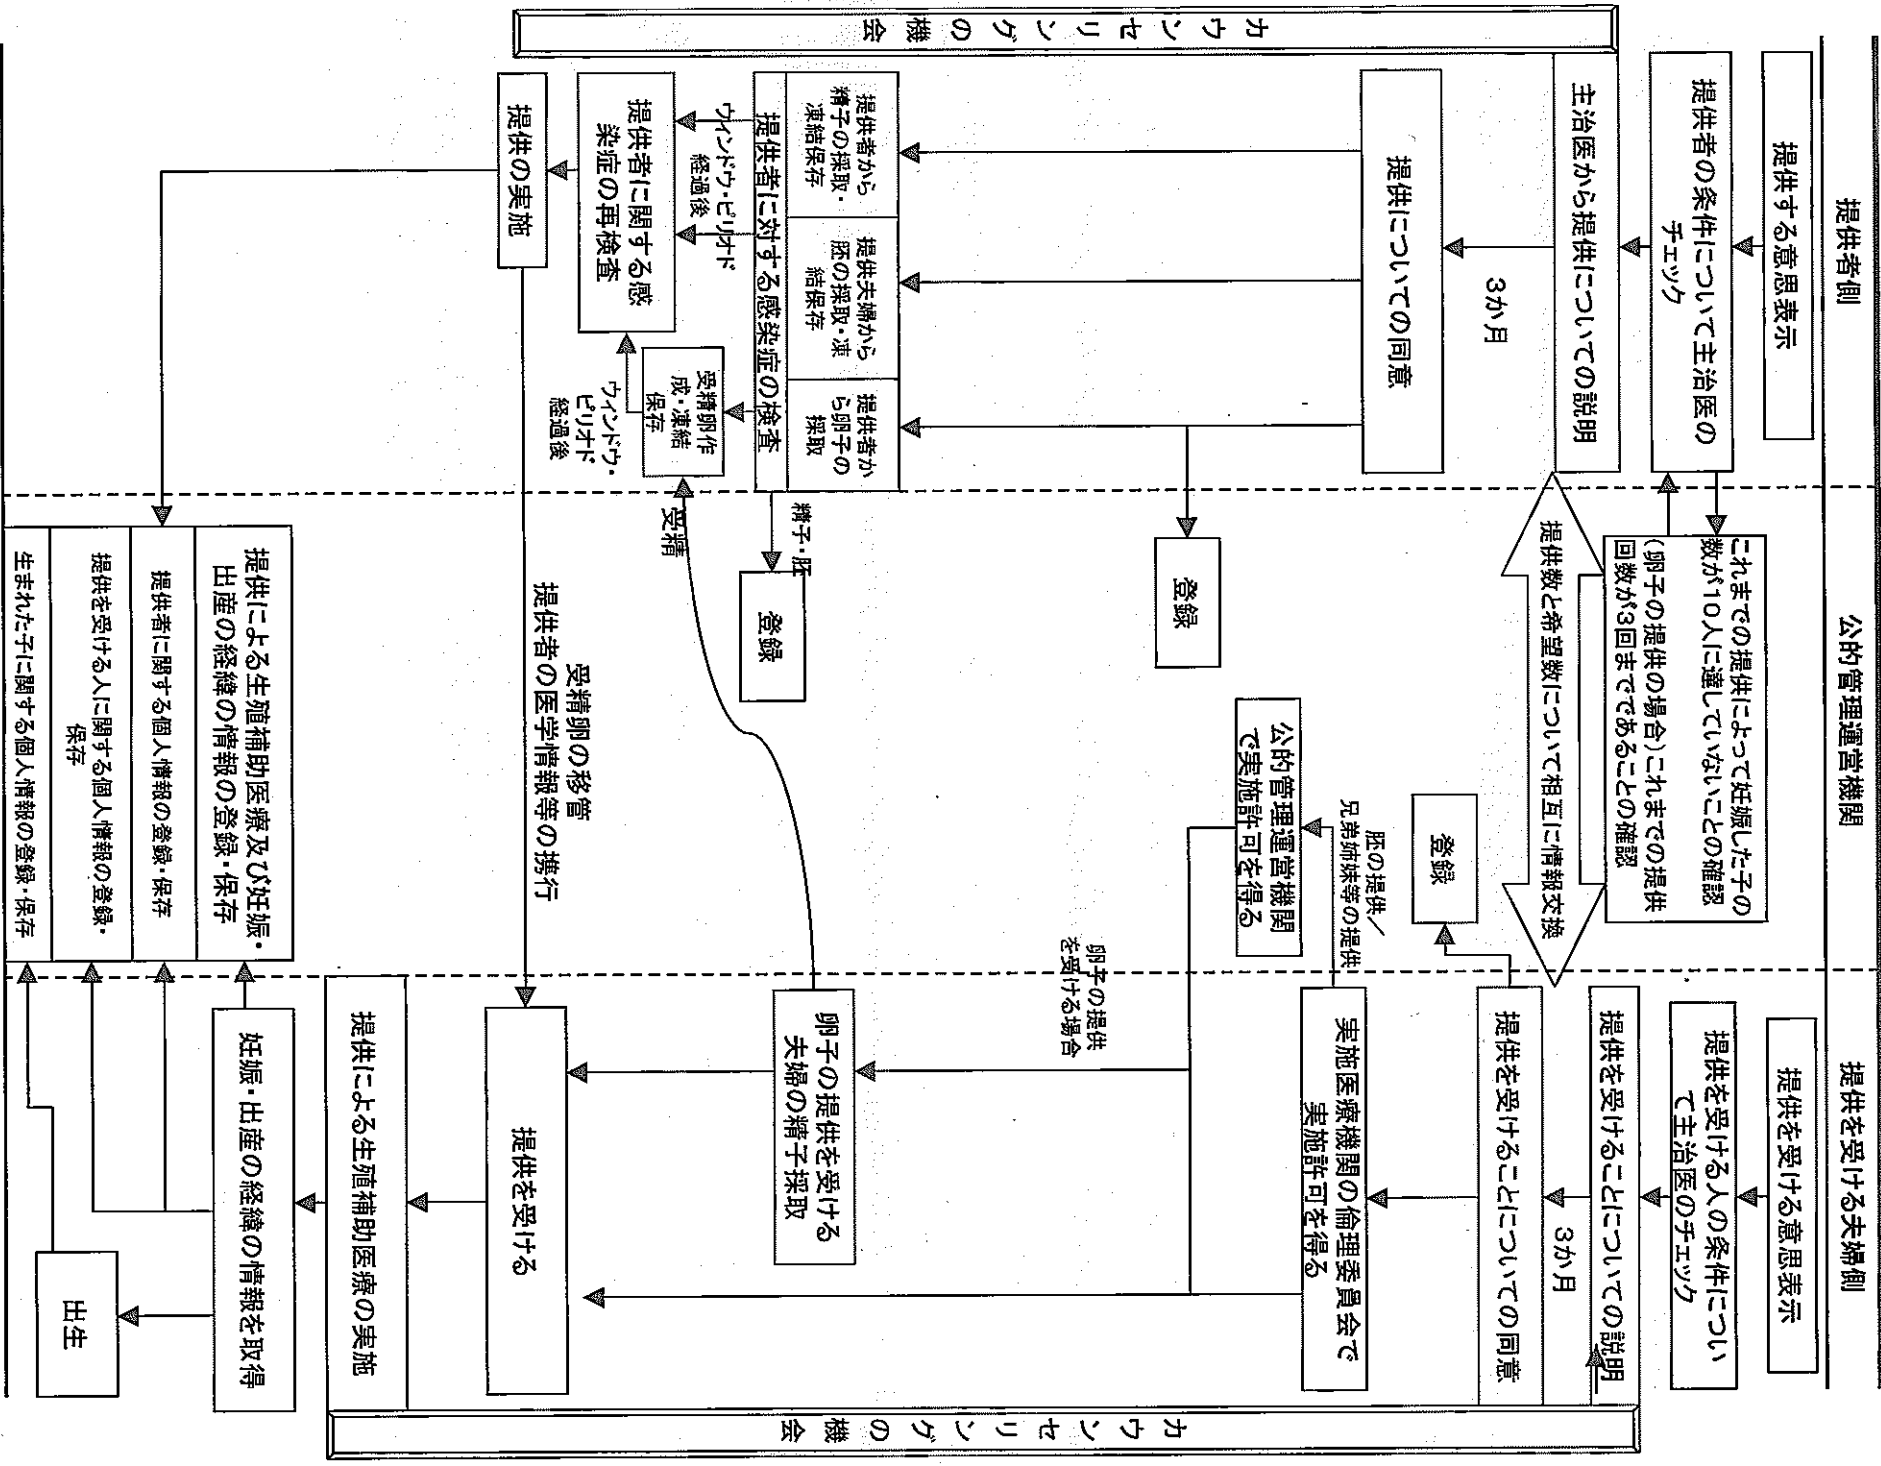 提供者側
公的管理運営機関
提供を受ける夫婦側
カウンセリングの機会
提供する意思表示
提供者の条件について主治医の
チェック
主治医から提供についての説明
3か月
提供についての同意
提供者から
精子の採取・
凍結保存
提供夫婦から
胚の採取・凍
結保存
提供者か
ら卵子の
採取
提供者に対する感染症の検査
ウィンドウ・ピリオド
経過後
受精卵作
成・凍結
保存
ウィンドウ・
ピリオド
経過後
提供者に関する感
染症の再検査
提供の実施
これまでの提供によって妊娠した子の
数が10人に達していないことの確認
(卵子の提供の場合)これまでの提供
回数が3回までであることの確認
提供数と希望数について相互に情報交換
登録
登録
胚の提供/
兄弟姉妹等の提供
公的管理運営機関
で実施許可を得る
精子・胚
登録
受精
受精卵の移管
提供者の医学情報等の携行
提供による生殖補助医療及び妊娠・
出産の経緯の情報の登録・保存
提供者に関する個人情報の登録・保存
提供を受ける人に関する個人情報の登録・
保存
生まれた子に関する個人情報の登録・保存
提供を受ける意思表示
提供を受ける人の条件につい
て主治医のチェック
提供を受けることについての説明
3か月
提供を受けることについての同意
実施医療機関の倫理委員会で
実施許可を得る
卵子の提供
を受ける場合
卵子の提供を受ける
夫婦の精子採取
提供を受ける
提供による生殖補助医療の実施
妊娠・出産の経緯の情報を取得
出生
カウンセリングの機会